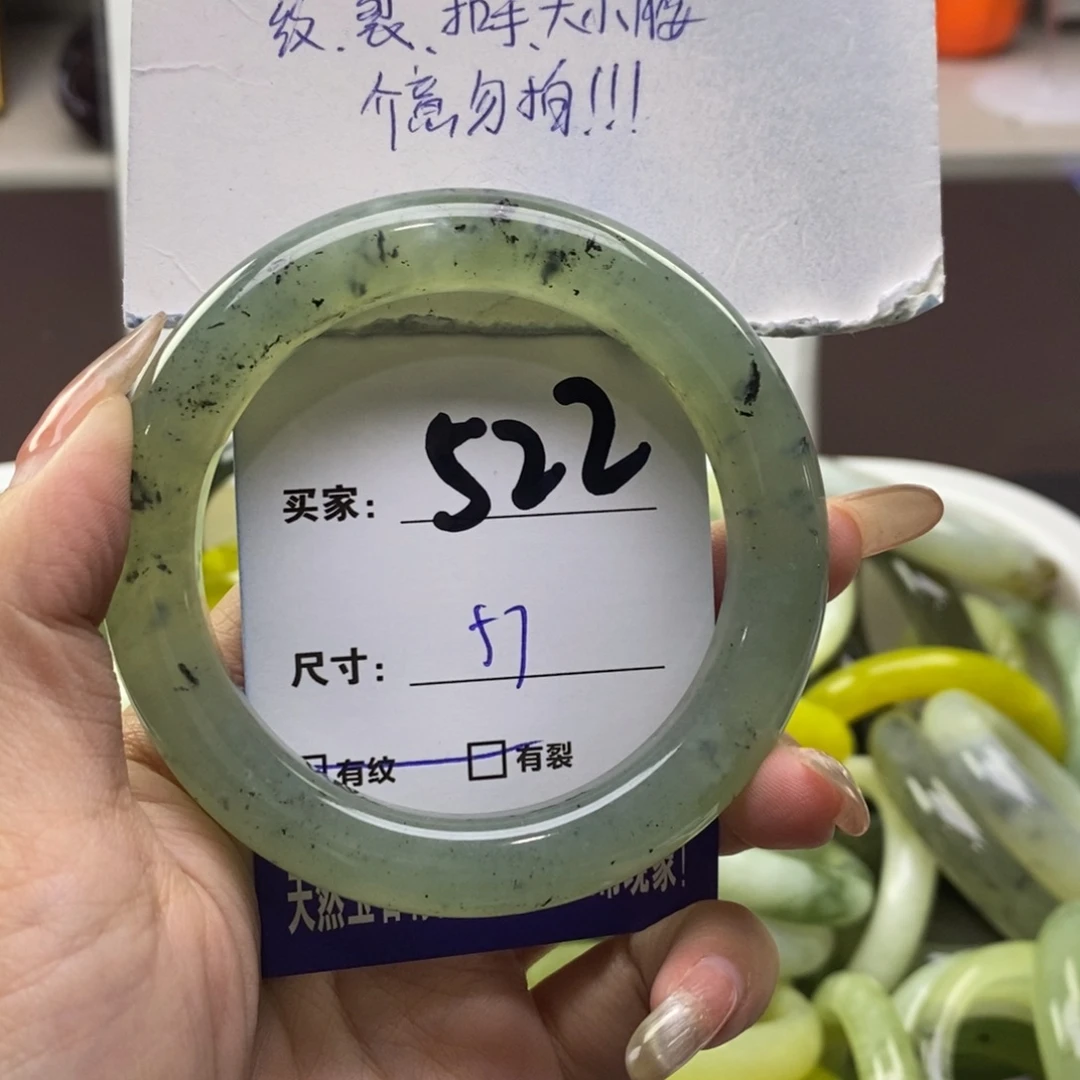 纹、裂、扣手、大小腰
介意勿拍!!!
买家: 522
尺寸: 57
有纹 有裂
天然